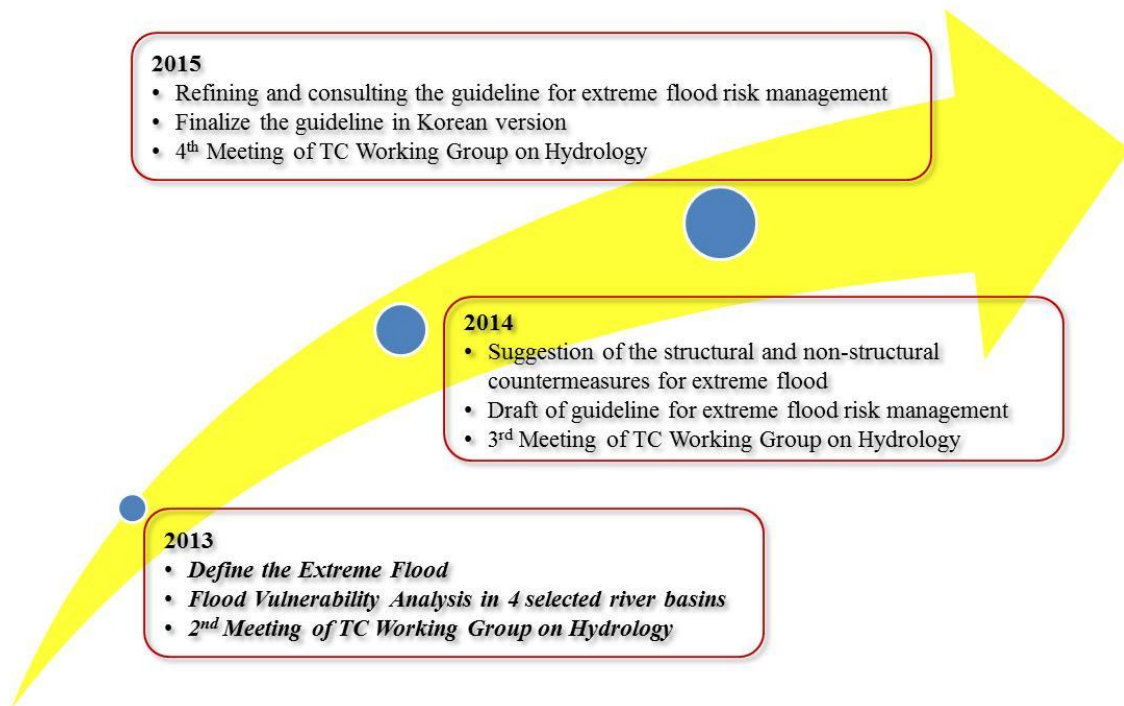 2015
• Refining and consulting the guideline for extreme flood risk management
• Finalize the guideline in Korean version
• 4th Meeting of TC Working Group on Hydrology
2014
• Suggestion of the structural and non-structural
countermeasures for extreme flood
• Draft of guideline for extreme flood risk management
• 3rd Meeting of TC Working Group on Hydrology
2013
• Define the Extreme Flood
• Flood Vulnerability Analysis in 4 selected river basins
• 2nd Meeting of TC Working Group on Hydrology